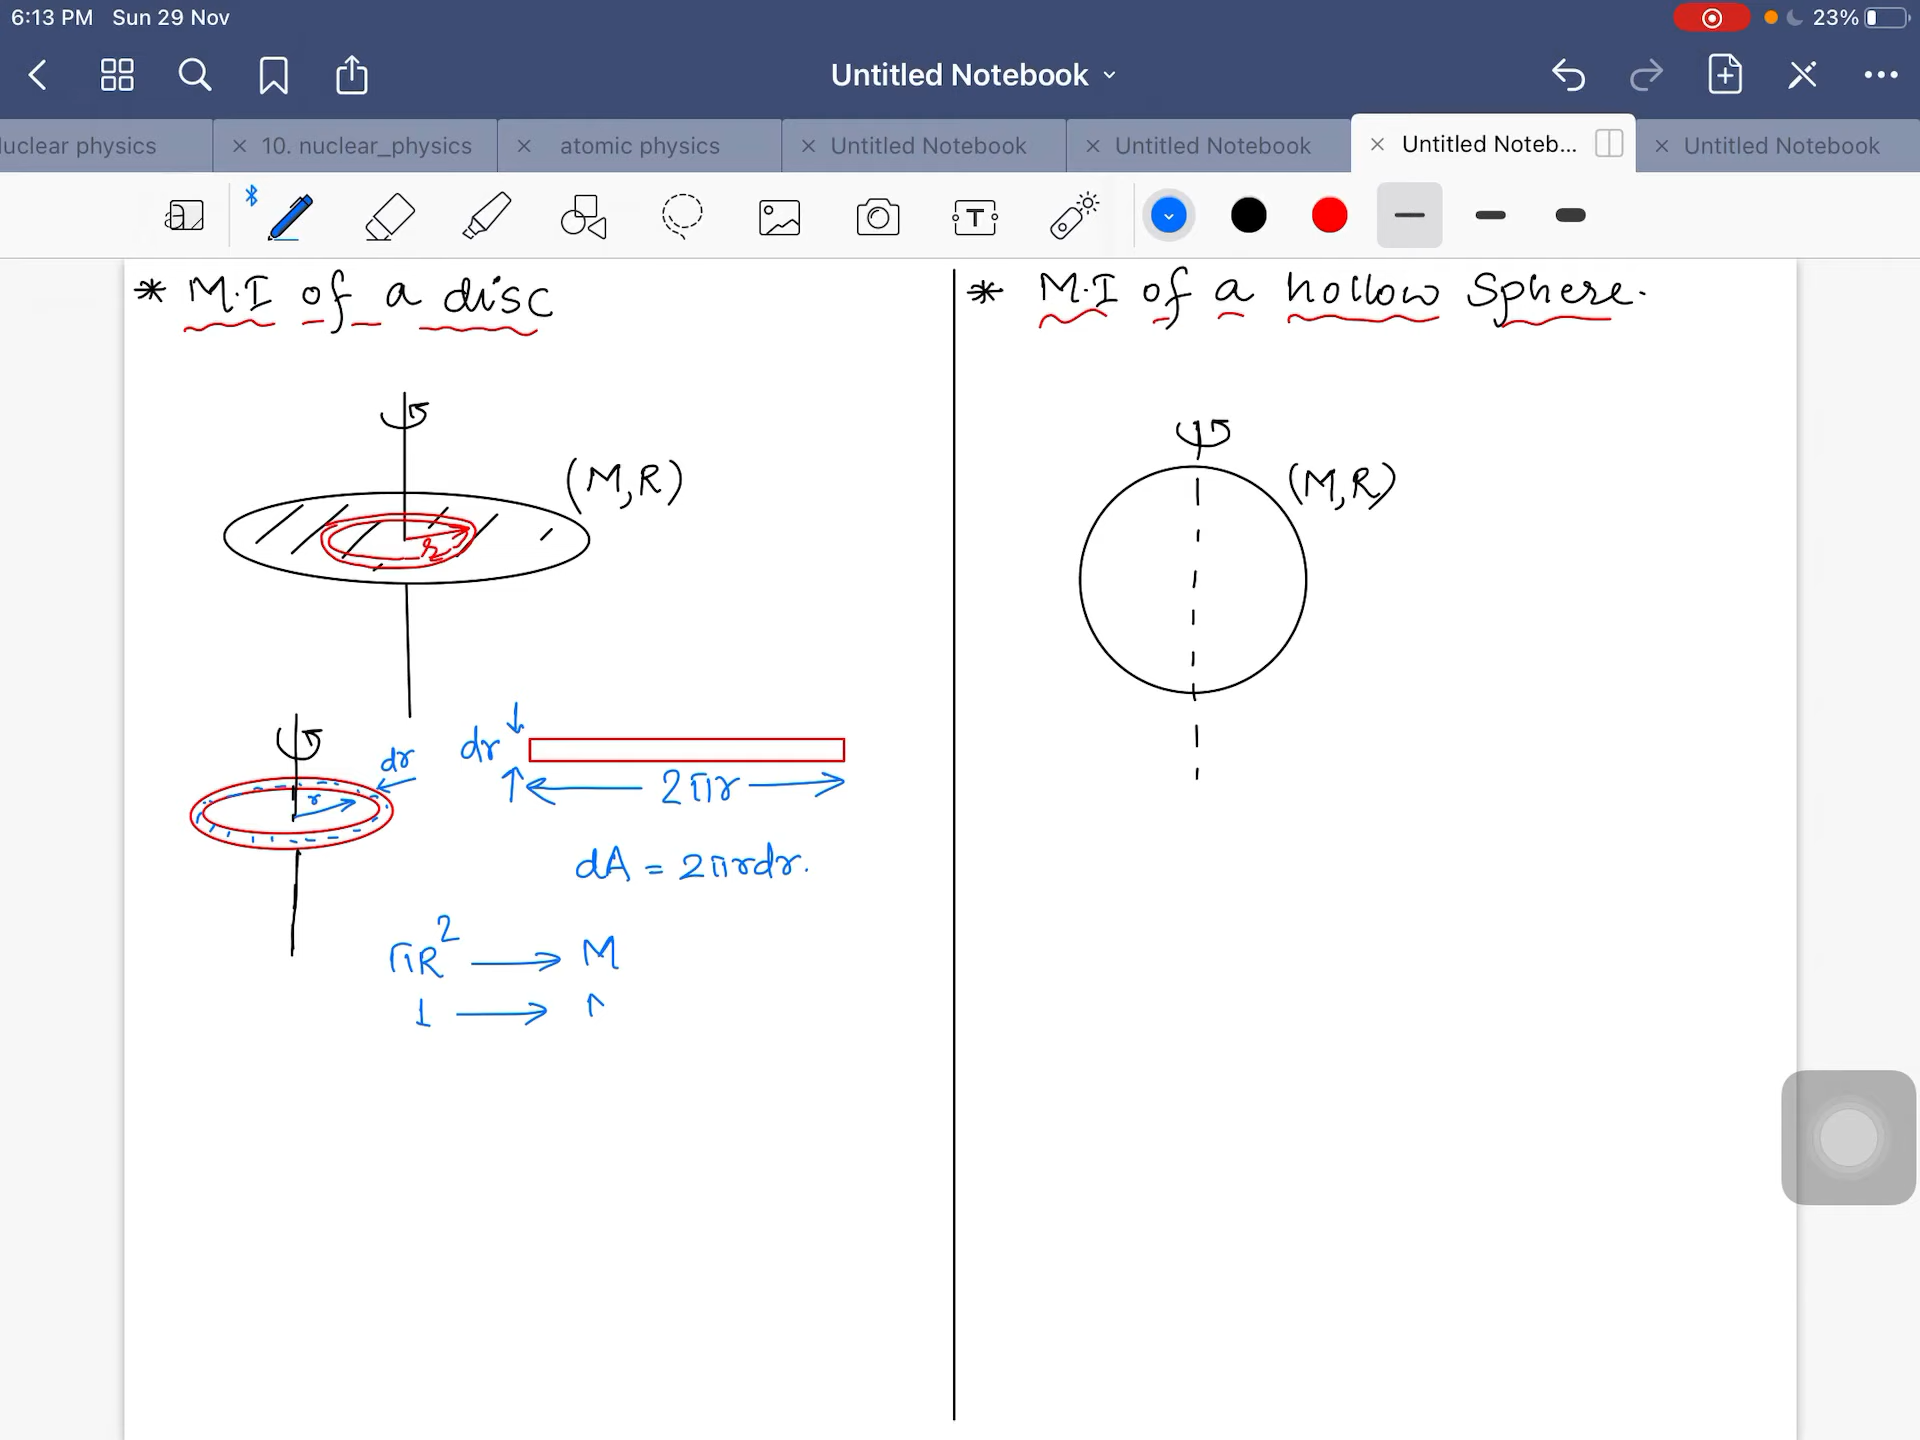 6:13 PM Sun 29 Nov 23%
Untitled Notebook
uclear physics 10. nuclear_physics atomic physics Untitled Notebook Untitled Notebook Untitled Noteb... Untitled Notebook
* M.I of a disc
(M,R)
r
dr
r
dr
2πr
dA = 2πrdr.
πR² → M
1 →
* M.I of a hollow Sphere.
(M,R)